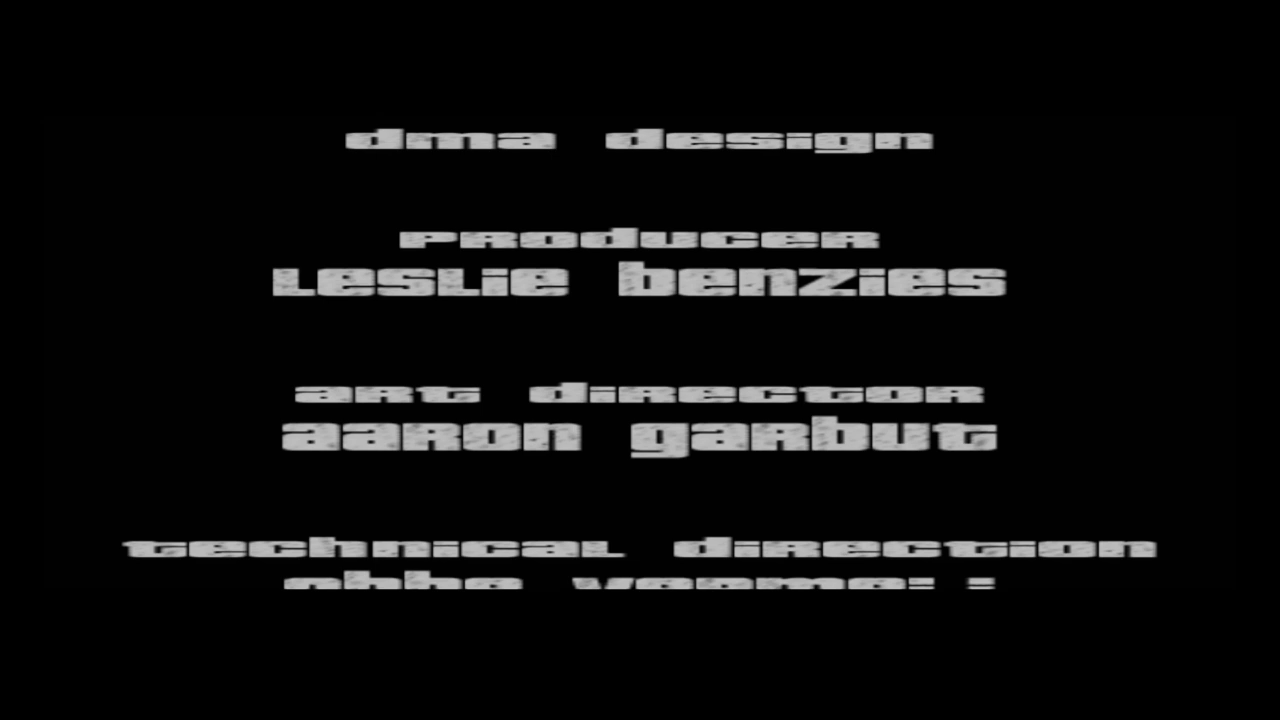 dma design
PRoduceR
LesLie benzies
aRt diRectoR
aaRon gaRbut
technicaL diRection